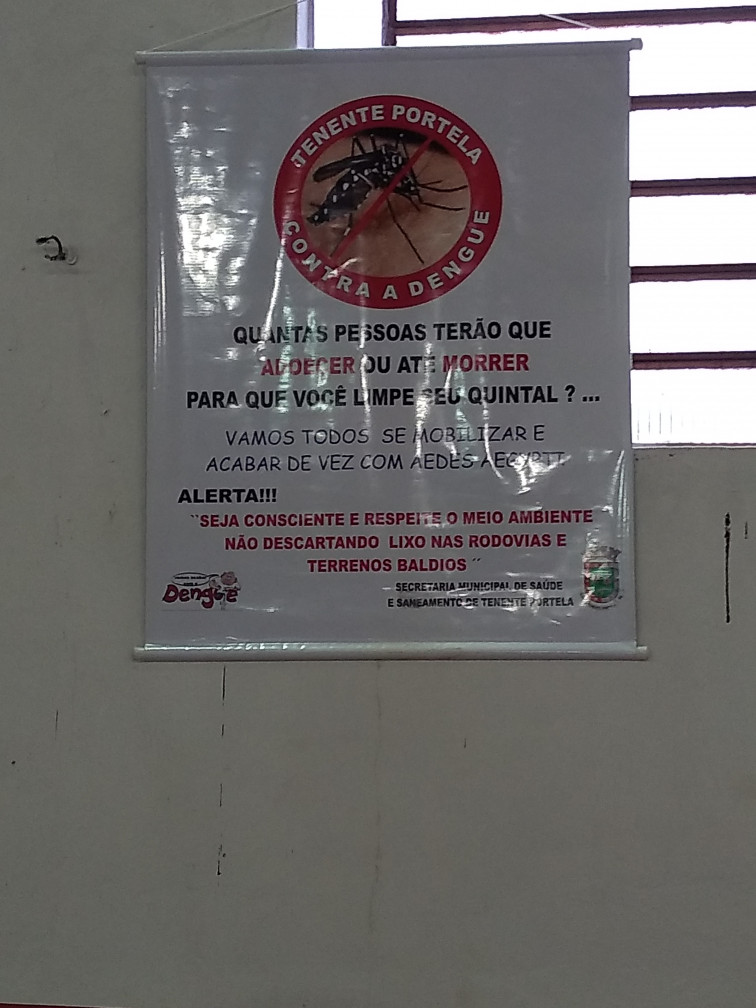 TENENTE PORTELA
CONTRA A DENGUE
QUANTAS PESSOAS TERÃO QUE
ADOECER OU ATÉ MORRER
PARA QUE VOCÊ LIMPE SEU QUINTAL ? ...
VAMOS TODOS SE MOBILIZAR E
ACABAR DE VEZ COM AEDES AEGYPTI.
ALERTA!!!
``SEJA CONSCIENTE E RESPEITE O MEIO AMBIENTE
NÃO DESCARTANDO LIXO NAS RODOVIAS E
TERRENOS BALDIOS ´´
Dengue
SECRETARIA MUNICIPAL DE SAÚDE
E SANEAMENTO DE TENENTE PORTELA